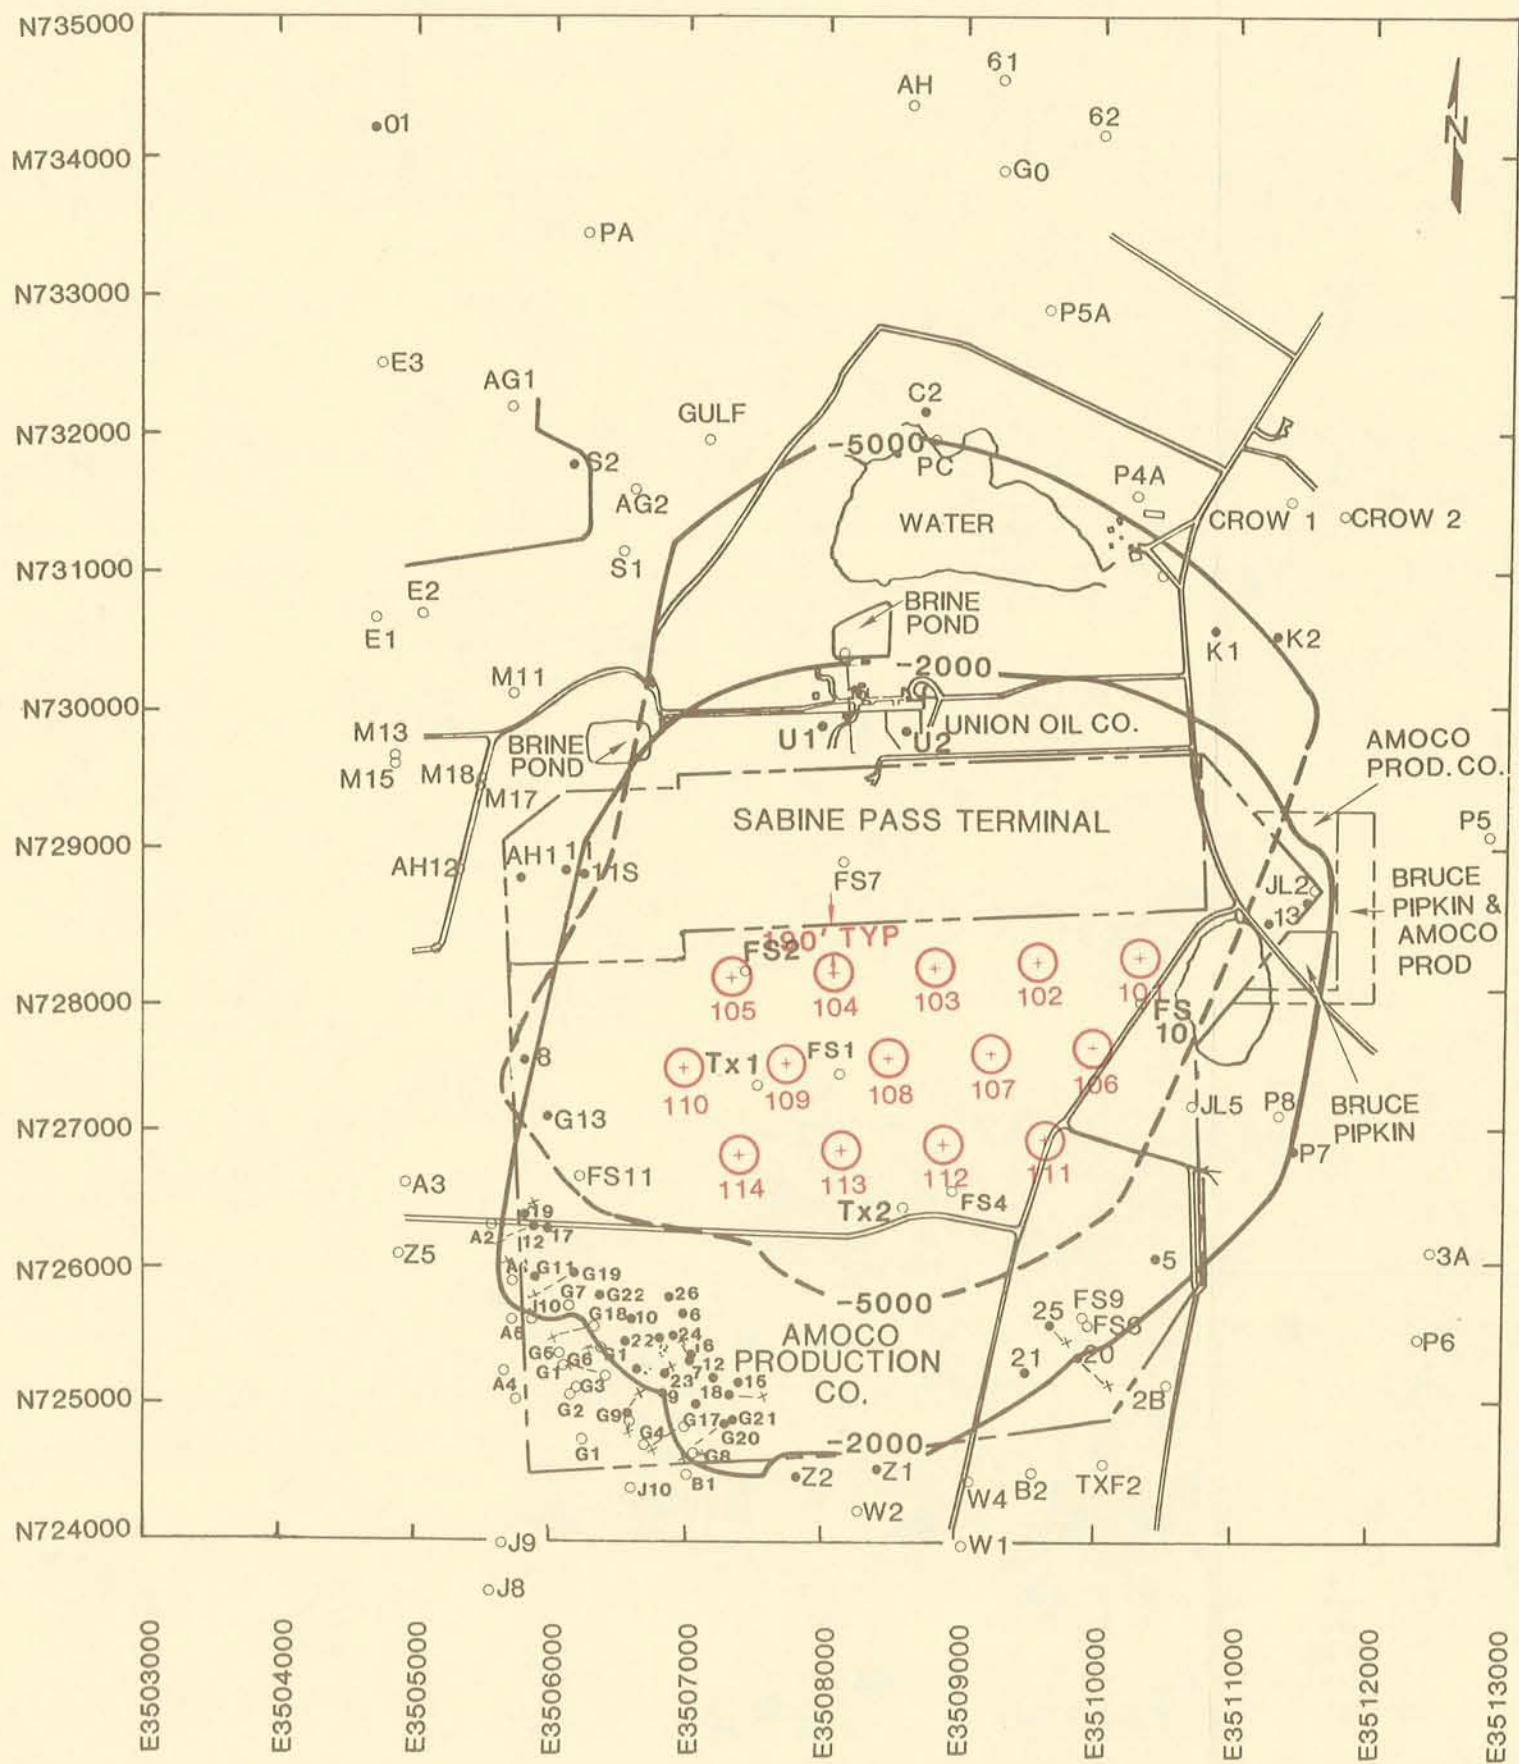 N735000
61
AH
62
01
M734000
G0
N
PA
N733000
P5A
E3
AG1
C2
GULF
N732000
-5000
S2
PC
P4A
AG2
WATER
CROW 1
CROW 2
S1
N731000
E2
BRINE
POND
E1
K1
K2
-2000
M11
N730000
M13
U1
U2
UNION OIL CO.
BRINE
POND
AMOCO
PROD. CO.
M15
M18
M17
SABINE PASS TERMINAL
P5
N729000
AH1
11
11S
AH12
FS7
JL2
BRUCE
PIPKIN &
AMOCO
PROD
13
190' TYP
FS2
N728000
105
104
103
102
101
FS
10
8
Tx1
FS1
110
109
108
107
106
JL5
P8
BRUCE
PIPKIN
N727000
G13
P7
114
113
112
111
FS11
A3
FS4
Tx2
19
A2
12
17
Z5
5
3A
N726000
G11
G19
G7
G22
26
-5000
J10
G18
10
6
FS9
25
FS6
A6
22
24
AMOCO
PRODUCTION
CO.
P6
G5
G1
16
G6
G1
7
12
21
20
A4
G3
23
15
N725000
9
18
2B
G2
G9
G17
G21
G4
G20
-2000
G1
G8
J10
B1
Z2
Z1
W4
B2
TXF2
W2
N724000
J9
W1
J8
E3503000
E3504000
E3505000
E3506000
E3507000
E3508000
E3509000
E3510000
E3511000
E3512000
E3513000